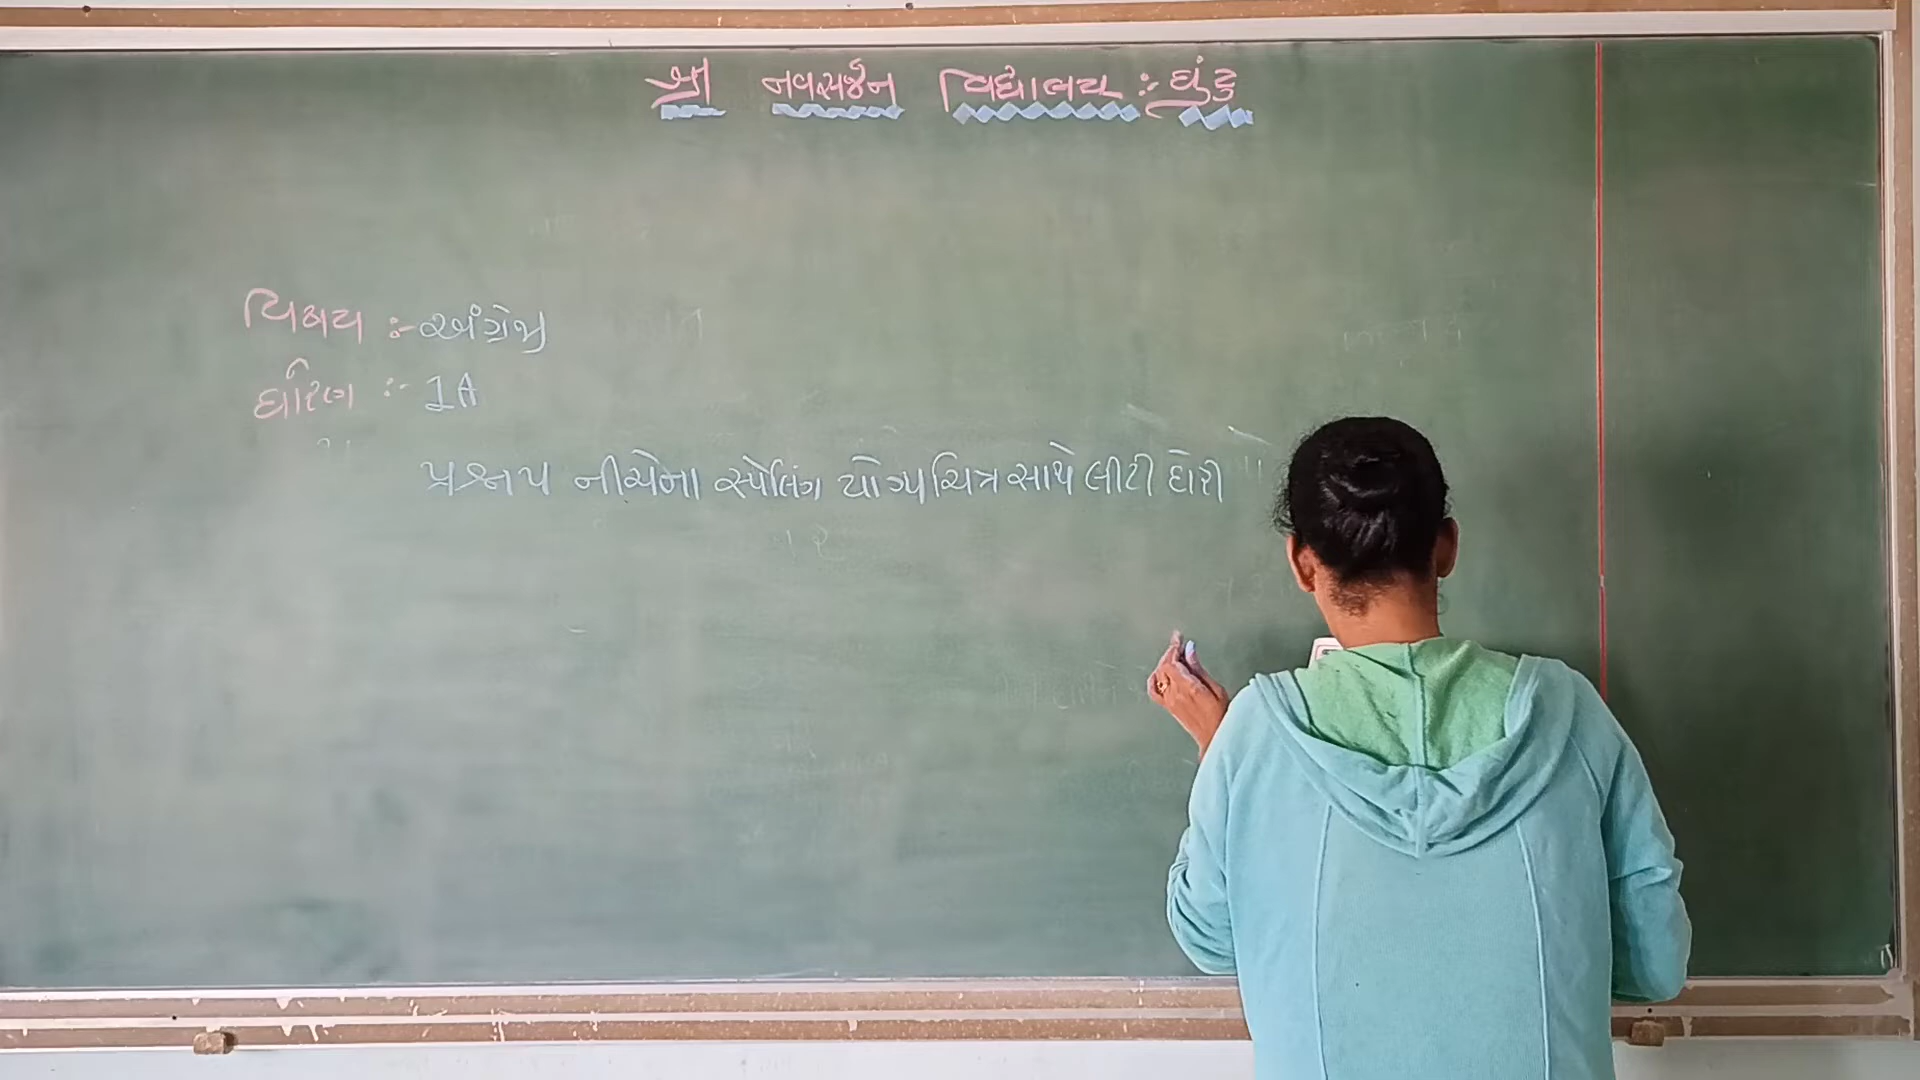 શ્રી નવસર્જન વિદ્યાલય :- ઘુંટુ
વિષય :- અંગ્રેજી
ધોરણ :- 1A
પ્રશ્ન ૫ નીચેના સ્પેલિંગ યોગ્ય ચિત્ર સાથે લીટી દોરી